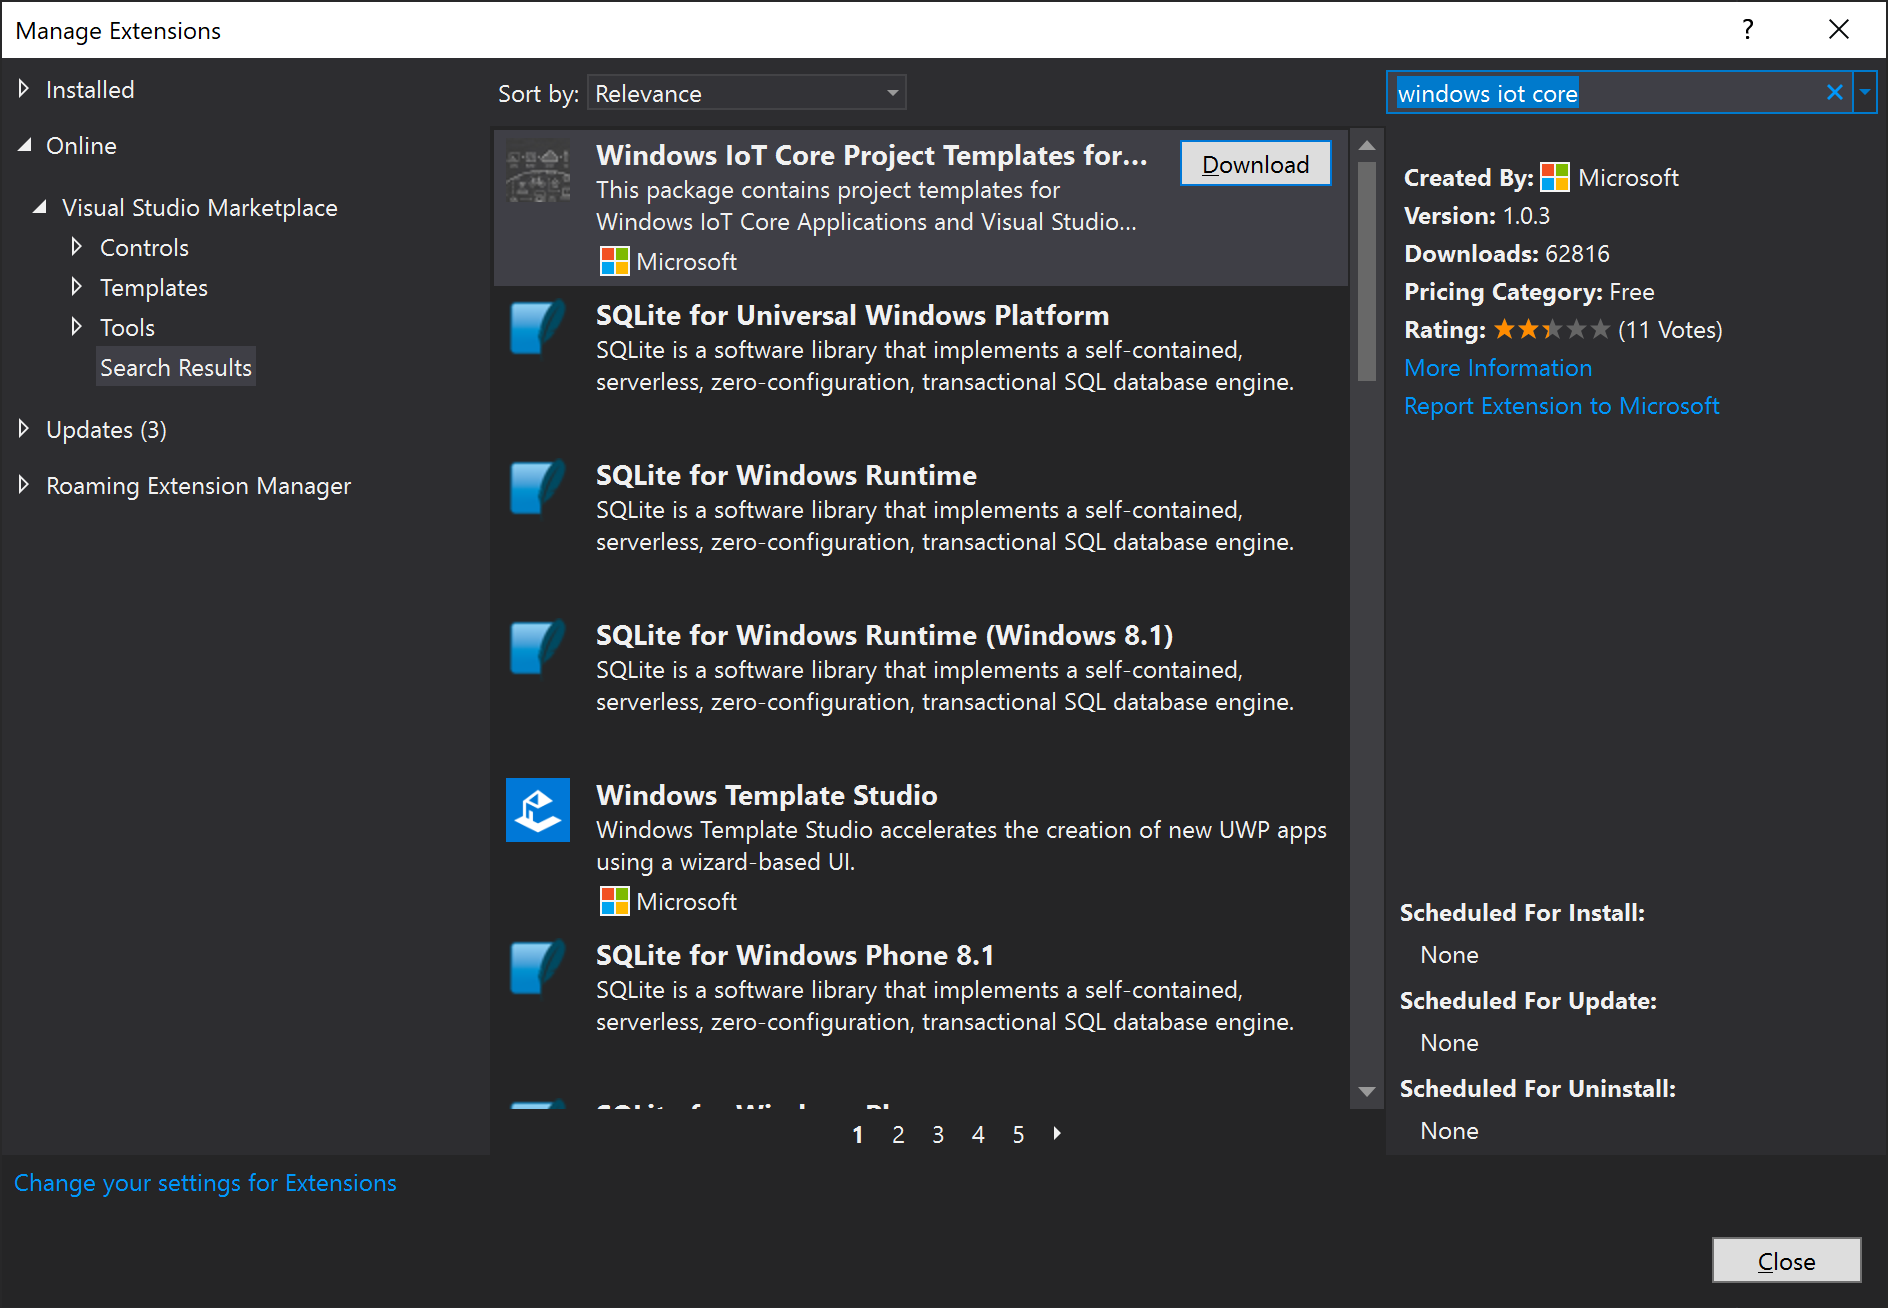 Manage Extensions
?
Installed
Online
Visual Studio Marketplace
Controls
Templates
Tools
Search Results
Updates (3)
Roaming Extension Manager
Sort by: Relevance
Windows IoT Core Project Templates for...
Download
This package contains project templates for
Windows IoT Core Applications and Visual Studio...
Microsoft
SQLite for Universal Windows Platform
SQLite is a software library that implements a self-contained,
serverless, zero-configuration, transactional SQL database engine.
SQLite for Windows Runtime
SQLite is a software library that implements a self-contained,
serverless, zero-configuration, transactional SQL database engine.
SQLite for Windows Runtime (Windows 8.1)
SQLite is a software library that implements a self-contained,
serverless, zero-configuration, transactional SQL database engine.
Windows Template Studio
Windows Template Studio accelerates the creation of new UWP apps
using a wizard-based UI.
Microsoft
SQLite for Windows Phone 8.1
SQLite is a software library that implements a self-contained,
serverless, zero-configuration, transactional SQL database engine.
1 2 3 4 5
windows iot core
Created By: Microsoft
Version: 1.0.3
Downloads: 62816
Pricing Category: Free
Rating: (11 Votes)
More Information
Report Extension to Microsoft
Scheduled For Install:
None
Scheduled For Update:
None
Scheduled For Uninstall:
None
Change your settings for Extensions
Close